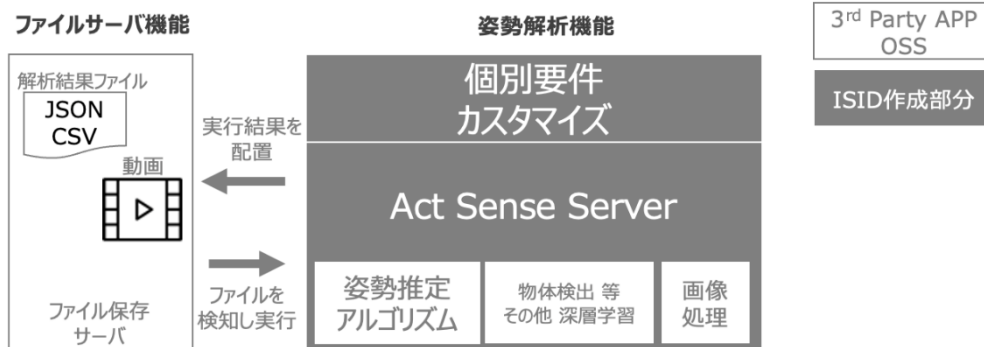 ファイルサーバ機能
解析結果ファイル
JSON
CSV
動画
ファイル保存
サーバ
実行結果を
配置
ファイルを
検知し実行
姿勢解析機能
個別要件
カスタマイズ
Act Sense Server
姿勢推定
アルゴリズム
物体検出 等
その他 深層学習
画像
処理
3rd Party APP
OSS
ISID作成部分